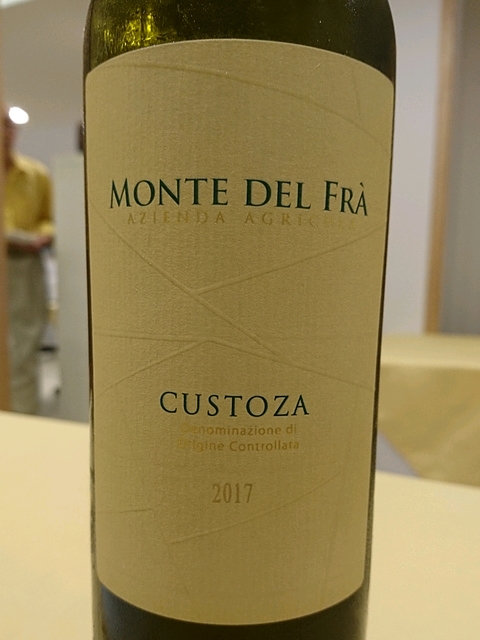 MONTE DEL FRÀ
AZIENDA AGRICOLA
CUSTOZA
Denominazione di
Origine Controllata
2017